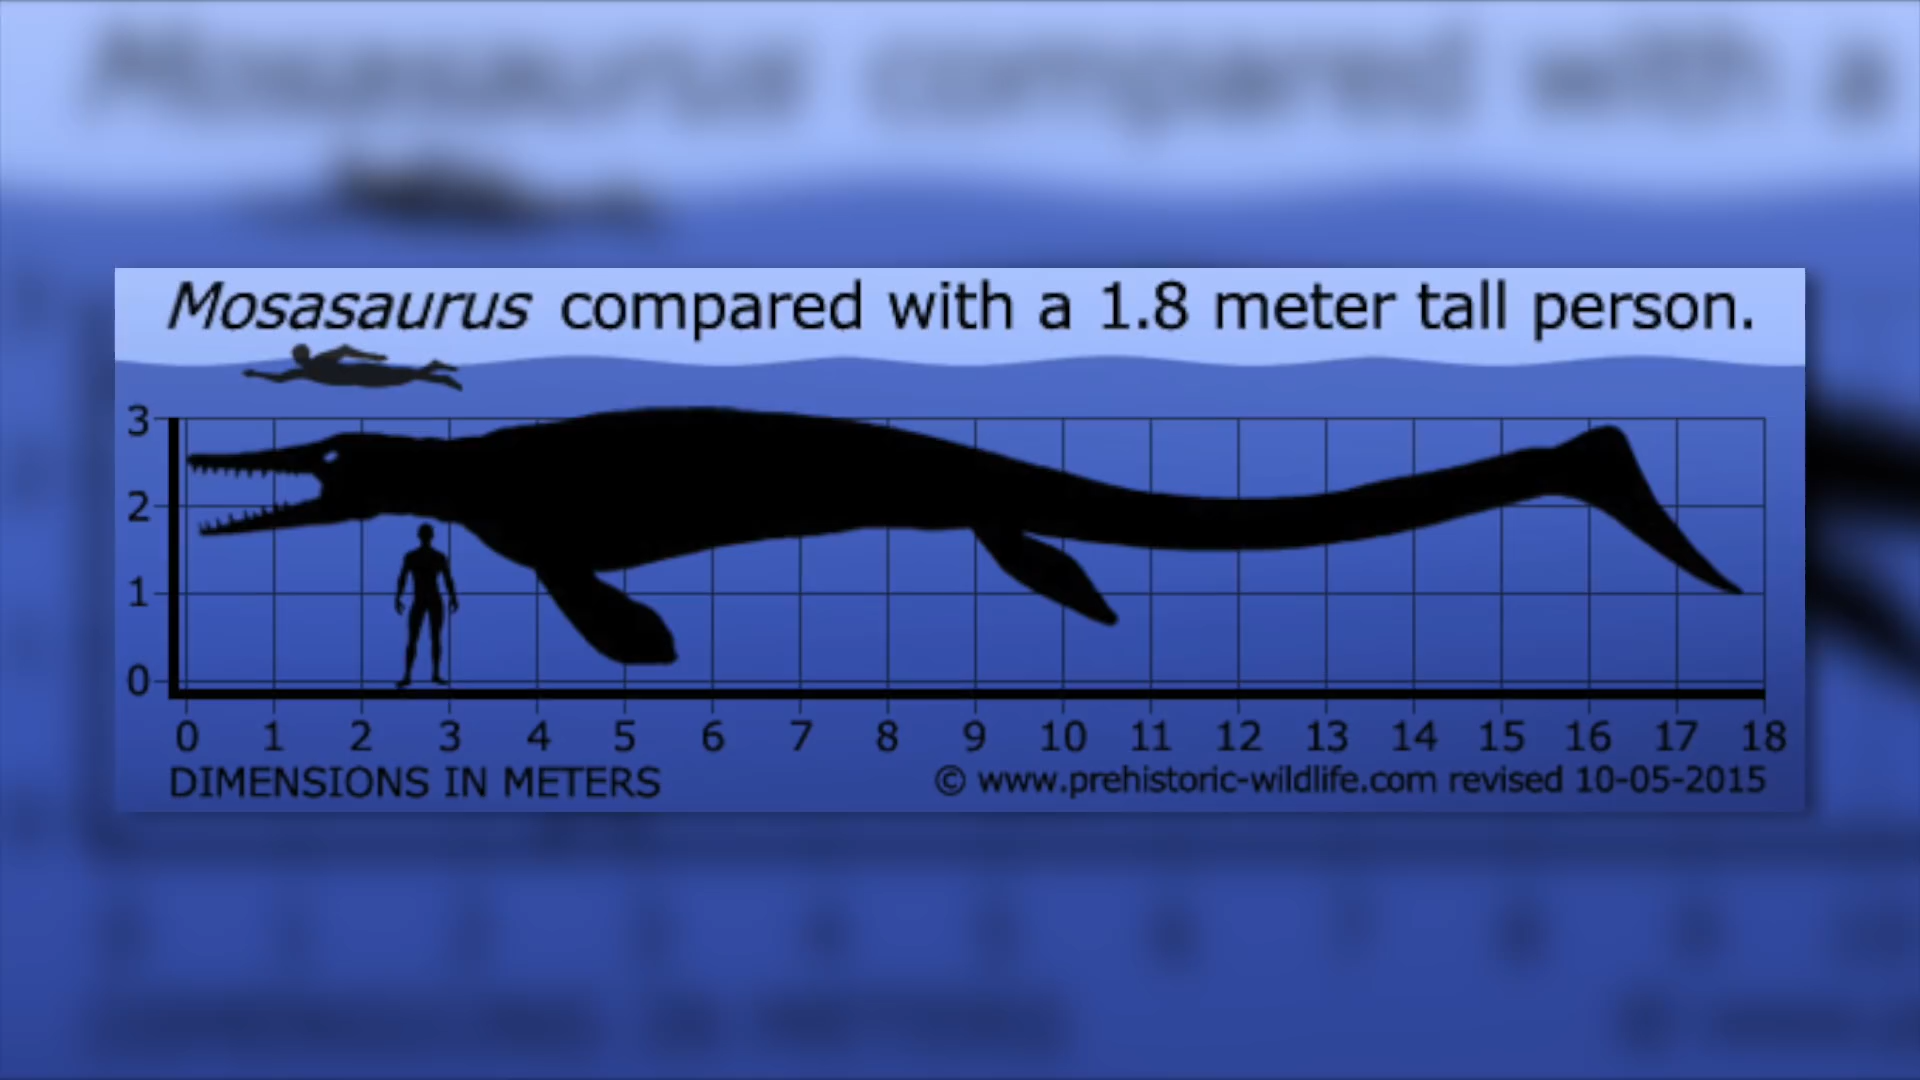 Mosasaurus compared with a 1.8 meter tall person.
3
2
1
0
0 1 2 3 4 5 6 7 8 9 10 11 12 13 14 15 16 17 18
DIMENSIONS IN METERS © www.prehistoric-wildlife.com revised 10-05-2015